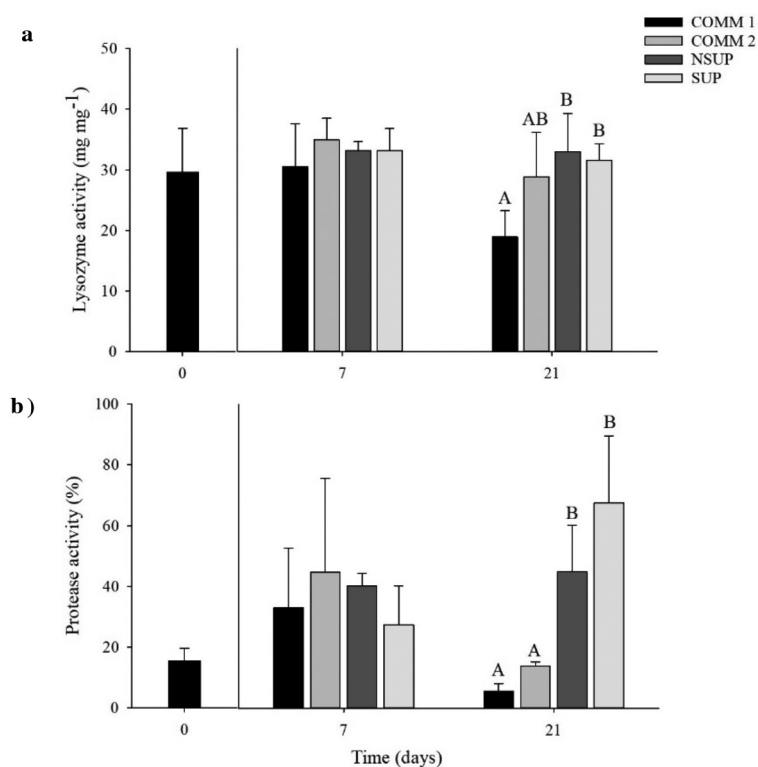 COMM 1
COMM 2
NSUP
SUP
a
50
40
30
20
10
0
Lysozyme activity (mg mg-1)
A
AB
B
B
0
7
21
b)
100
80
60
40
20
0
Protease activity (%)
A
A
B
B
0
7
21
Time (days)